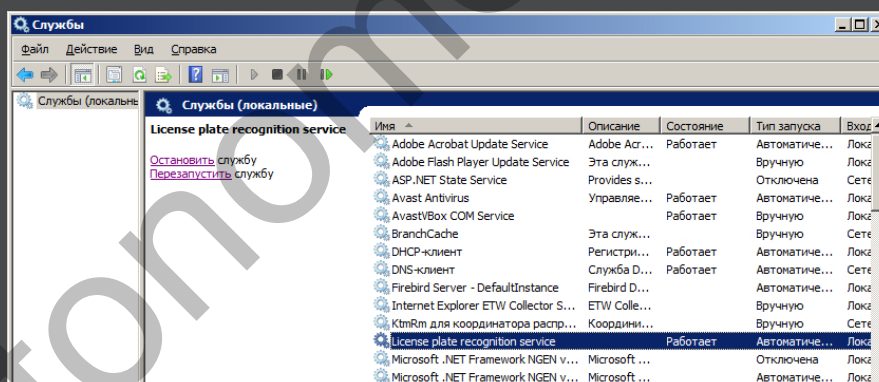 Службы
Файл Действие Вид Справка
Службы (локальнь
Службы (локальные)
License plate recognition service
Остановить службу
Перезапустить службу
Имя Описание Состояние Тип запуска Вход
Adobe Acrobat Update Service Adobe Acr... Работает Автоматиче... Лока
Adobe Flash Player Update Service Эта служ... Вручную Лока
ASP.NET State Service Provides s... Отключена Сете
Avast Antivirus Управляе... Работает Автоматиче... Лока
AvastVBox COM Service Работает Вручную Лока
BranchCache Эта служ... Вручную Сете
DHCP-клиент Регистри... Работает Автоматиче... Лока
DNS-клиент Служба D... Работает Автоматиче... Сете
Firebird Server - DefaultInstance Firebird D... Автоматиче... Лока
Internet Explorer ETW Collector S... ETW Colle... Вручную Лока
KtmRm для координатора распр... Координи... Вручную Сете
License plate recognition service Работает Автоматиче... Лока
Microsoft .NET Framework NGEN v... Microsoft ... Отключена Лока
Microsoft .NET Framework NGEN v... Microsoft ... Автоматиче... Лока